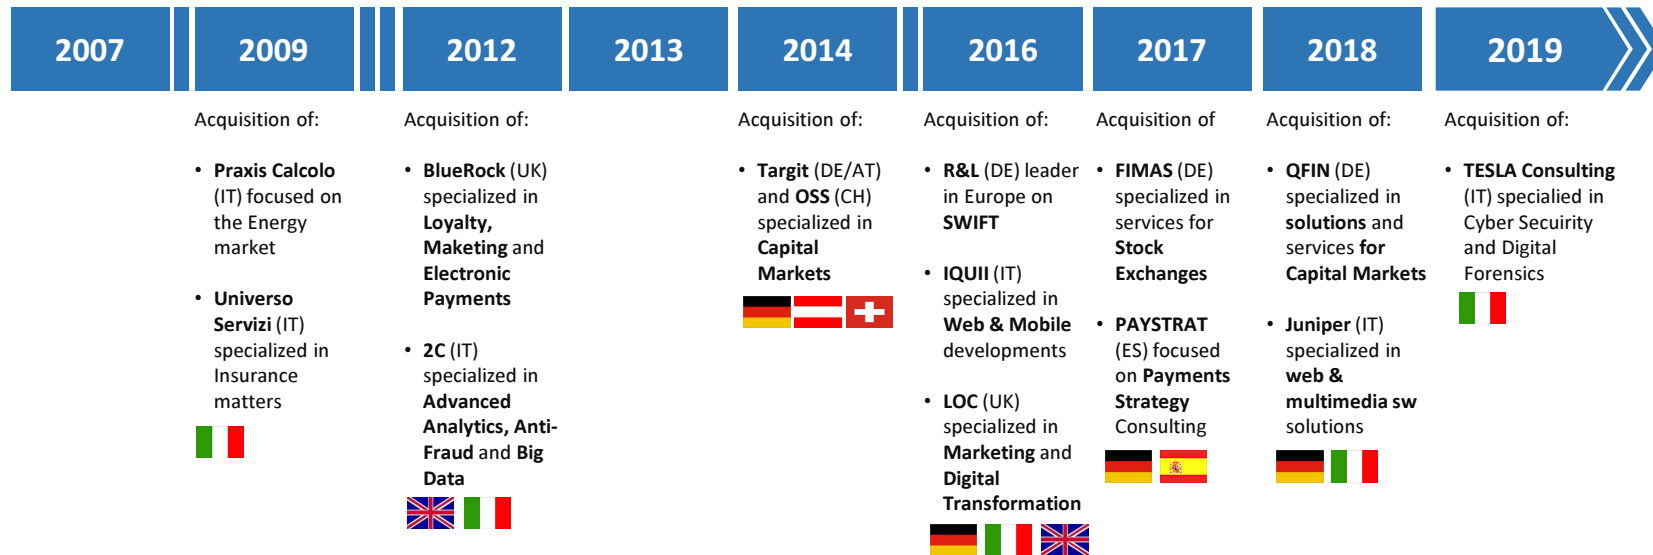 2007
2009
2012
2013
2014
2016
2017
2018
2019
Acquisition of:
• Praxis Calcolo
(IT) focused on
the Energy
market
• Universo
Servizi (IT)
specialized in
Insurance
matters
Acquisition of:
• BlueRock (UK)
specialized in
Loyalty,
Maketing and
Electronic
Payments
• 2C (IT)
specialized in
Advanced
Analytics, Anti-
Fraud and Big
Data
Acquisition of:
• Targit (DE/AT)
and OSS (CH)
specialized in
Capital
Markets
Acquisition of:
• R&L (DE) leader
in Europe on
SWIFT
• IQUII (IT)
specialized in
Web & Mobile
developments
• LOC (UK)
specialized in
Marketing and
Digital
Transformation
Acquisition of
• FIMAS (DE)
specialized in
services for
Stock
Exchanges
• PAYSTRAT
(ES) focused
on Payments
Strategy
Consulting
Acquisition of:
• QFIN (DE)
specialized in
solutions and
services for
Capital Markets
• Juniper (IT)
specialized in
web &
multimedia sw
solutions
Acquisition of:
• TESLA Consulting
(IT) specialied in
Cyber Secuirity
and Digital
Forensics